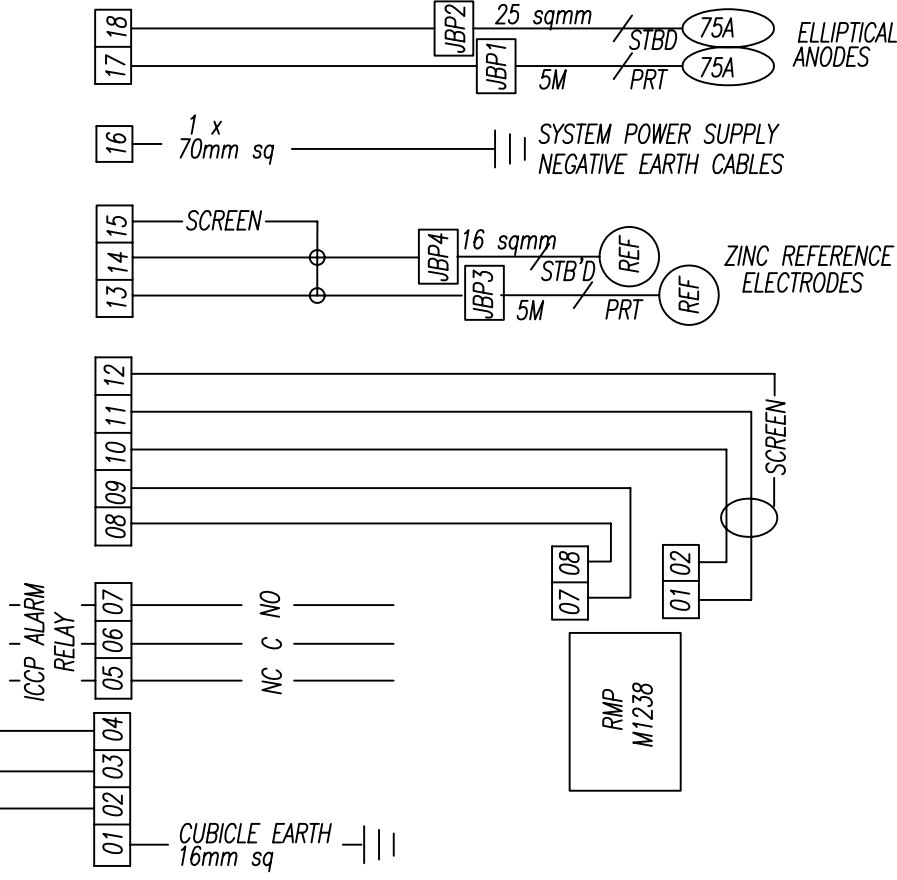 18
JBP2
25 sqmm
STBD
75A
ELLIPTICAL
ANODES
17
JBP1
5M
PRT
75A
16
1 x
70mm sq
SYSTEM POWER SUPPLY
NEGATIVE EARTH CABLES
15
SCREEN
14
JBP4
16 sqmm
STB'D
REF
ZINC REFERENCE
ELECTRODES
13
JBP3
5M
PRT
REF
12
11
10
09
08
SCREEN
08
07
02
01
RMP
M1238
ICCP ALARM
RELAY
07
NO
06
C
05
NC
04
03
02
01
CUBICLE EARTH
16mm sq